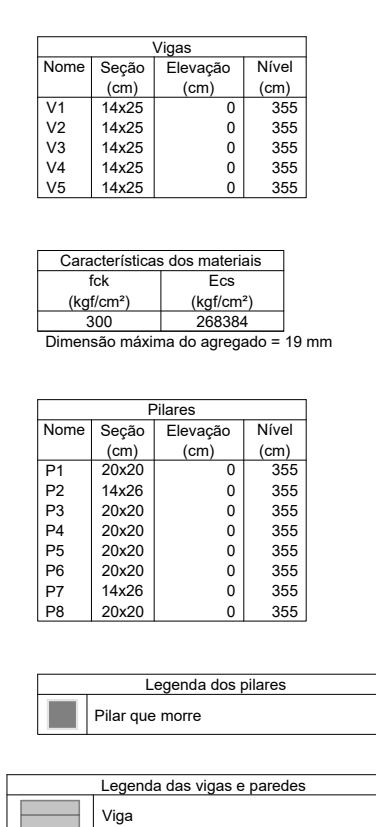 Vigas
Nome Seção Elevação Nível
(cm) (cm) (cm)
V1 14x25 0 355
V2 14x25 0 355
V3 14x25 0 355
V4 14x25 0 355
V5 14x25 0 355
Características dos materiais
fck Ecs
(kgf/cm²) (kgf/cm²)
300 268384
Dimensão máxima do agregado = 19 mm
Pilares
Nome Seção Elevação Nível
(cm) (cm) (cm)
P1 20x20 0 355
P2 14x26 0 355
P3 20x20 0 355
P4 20x20 0 355
P5 20x20 0 355
P6 20x20 0 355
P7 14x26 0 355
P8 20x20 0 355
Legenda dos pilares
Pilar que morre
Legenda das vigas e paredes
Viga